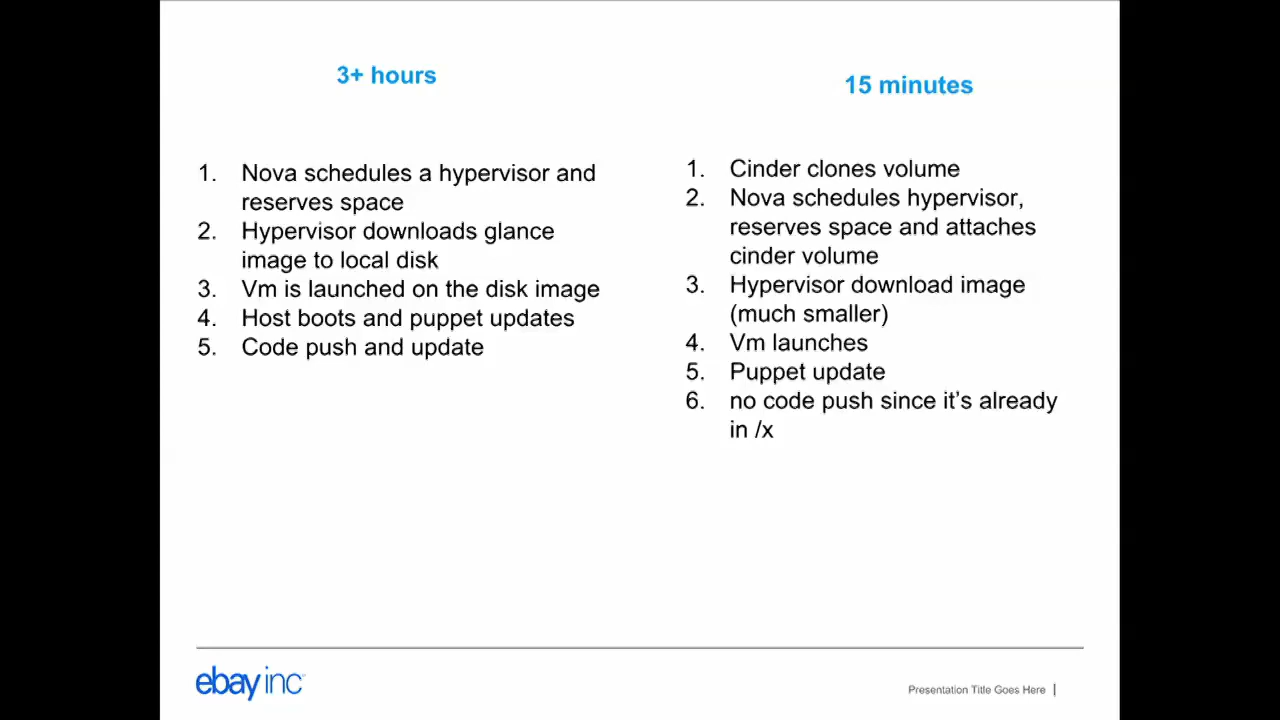 3+ hours
1. Nova schedules a hypervisor and
reserves space
2. Hypervisor downloads glance
image to local disk
3. Vm is launched on the disk image
4. Host boots and puppet updates
5. Code push and update
15 minutes
1. Cinder clones volume
2. Nova schedules hypervisor,
reserves space and attaches
cinder volume
3. Hypervisor download image
(much smaller)
4. Vm launches
5. Puppet update
6. no code push since it's already
in /x
ebay inc
Presentation Title Goes Here |